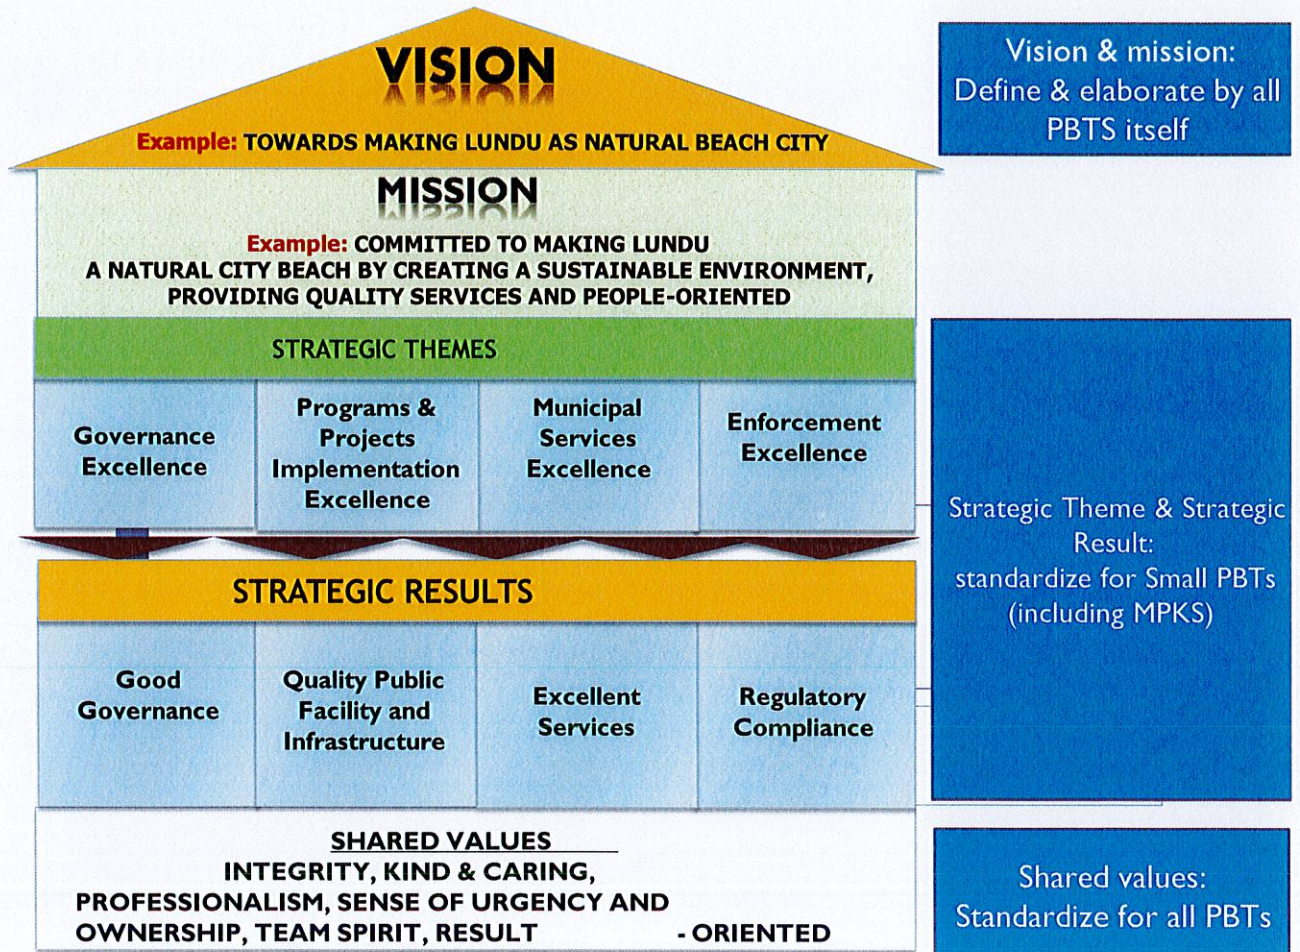 VISION
Example: TOWARDS MAKING LUNDU AS NATURAL BEACH CITY
MISSION
Example: COMMITTED TO MAKING LUNDU
A NATURAL CITY BEACH BY CREATING A SUSTAINABLE ENVIRONMENT,
PROVIDING QUALITY SERVICES AND PEOPLE-ORIENTED
STRATEGIC THEMES
Governance
Excellence
Programs &
Projects
Implementation
Excellence
Municipal
Services
Excellence
Enforcement
Excellence
STRATEGIC RESULTS
Good
Governance
Quality Public
Facility and
Infrastructure
Excellent
Services
Regulatory
Compliance
SHARED VALUES
INTEGRITY, KIND & CARING,
PROFESSIONALISM, SENSE OF URGENCY AND
OWNERSHIP, TEAM SPIRIT, RESULT - ORIENTED
Vision & mission:
Define & elaborate by all
PBTS itself
Strategic Theme & Strategic
Result:
standardize for Small PBTs
(including MPKS)
Shared values:
Standardize for all PBTs